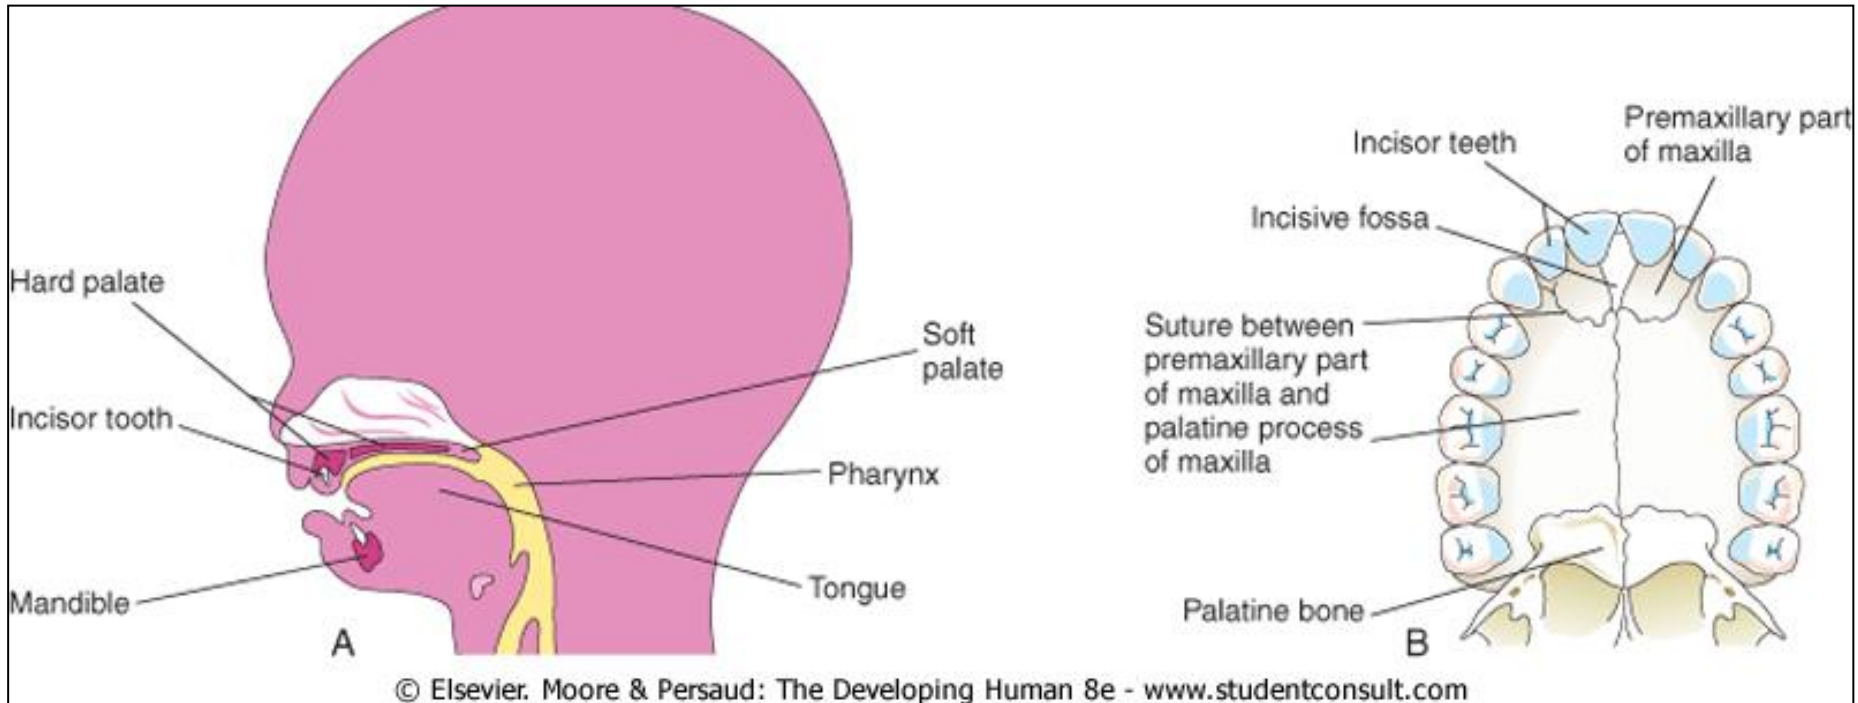 Hard palate
Incisor tooth
Mandible
Soft
palate
Pharynx
Tongue
A
Incisor teeth
Premaxillary part
of maxilla
Incisive fossa
Suture between
premaxillary part
of maxilla and
palatine process
of maxilla
Palatine bone
B
© Elsevier. Moore & Persaud: The Developing Human 8e - www.studentconsult.com